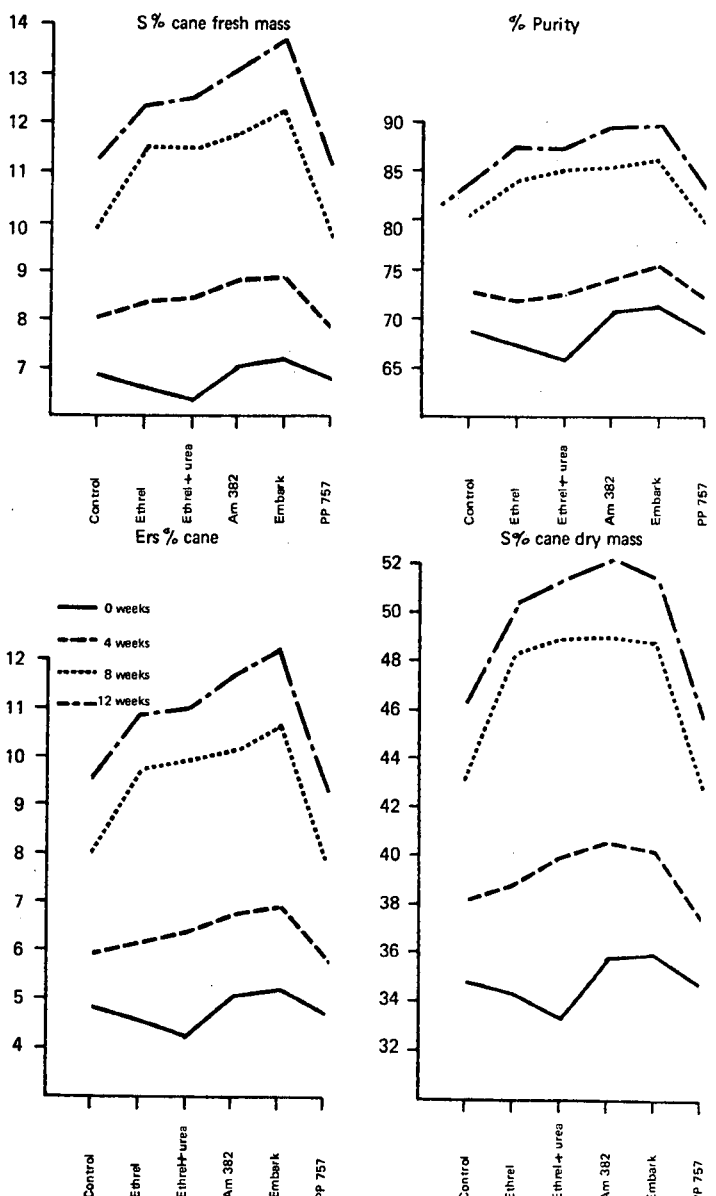 S% cane fresh mass
14
13
12
11
10
9
8
7
Control
Ethrel
Ethrel + urea
Am 382
Embark
PP 757
% Purity
90
85
80
75
70
65
Control
Ethrel
Ethrel + urea
Am 382
Embark
PP 757
Ers % cane
0 weeks
4 weeks
8 weeks
12 weeks
12
11
10
9
8
7
6
5
4
Control
Ethrel
Ethrel+urea
Am 382
Embark
PP 757
S% cane dry mass
52
50
48
46
44
42
40
38
36
34
32
Control
Ethrel
Ethrel + urea
Am 382
Embark
PP 757